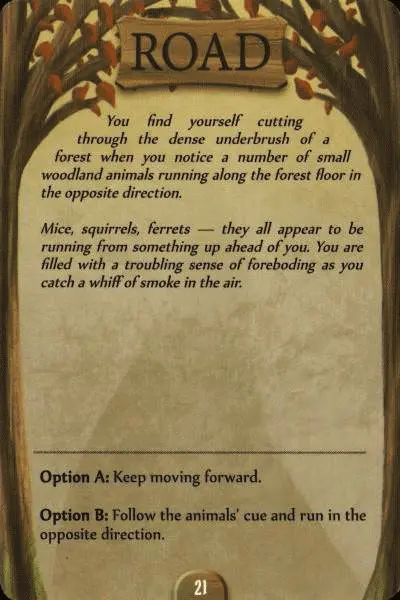 ROAD
You find yourself cutting
through the dense underbrush of a
forest when you notice a number of small
woodland animals running along the forest floor in
the opposite direction.
Mice, squirrels, ferrets — they all appear to be
running from something up ahead of you. You are
filled with a troubling sense of foreboding as you
catch a whiff of smoke in the air.
Option A: Keep moving forward.
Option B: Follow the animals' cue and run in the
opposite direction.
21